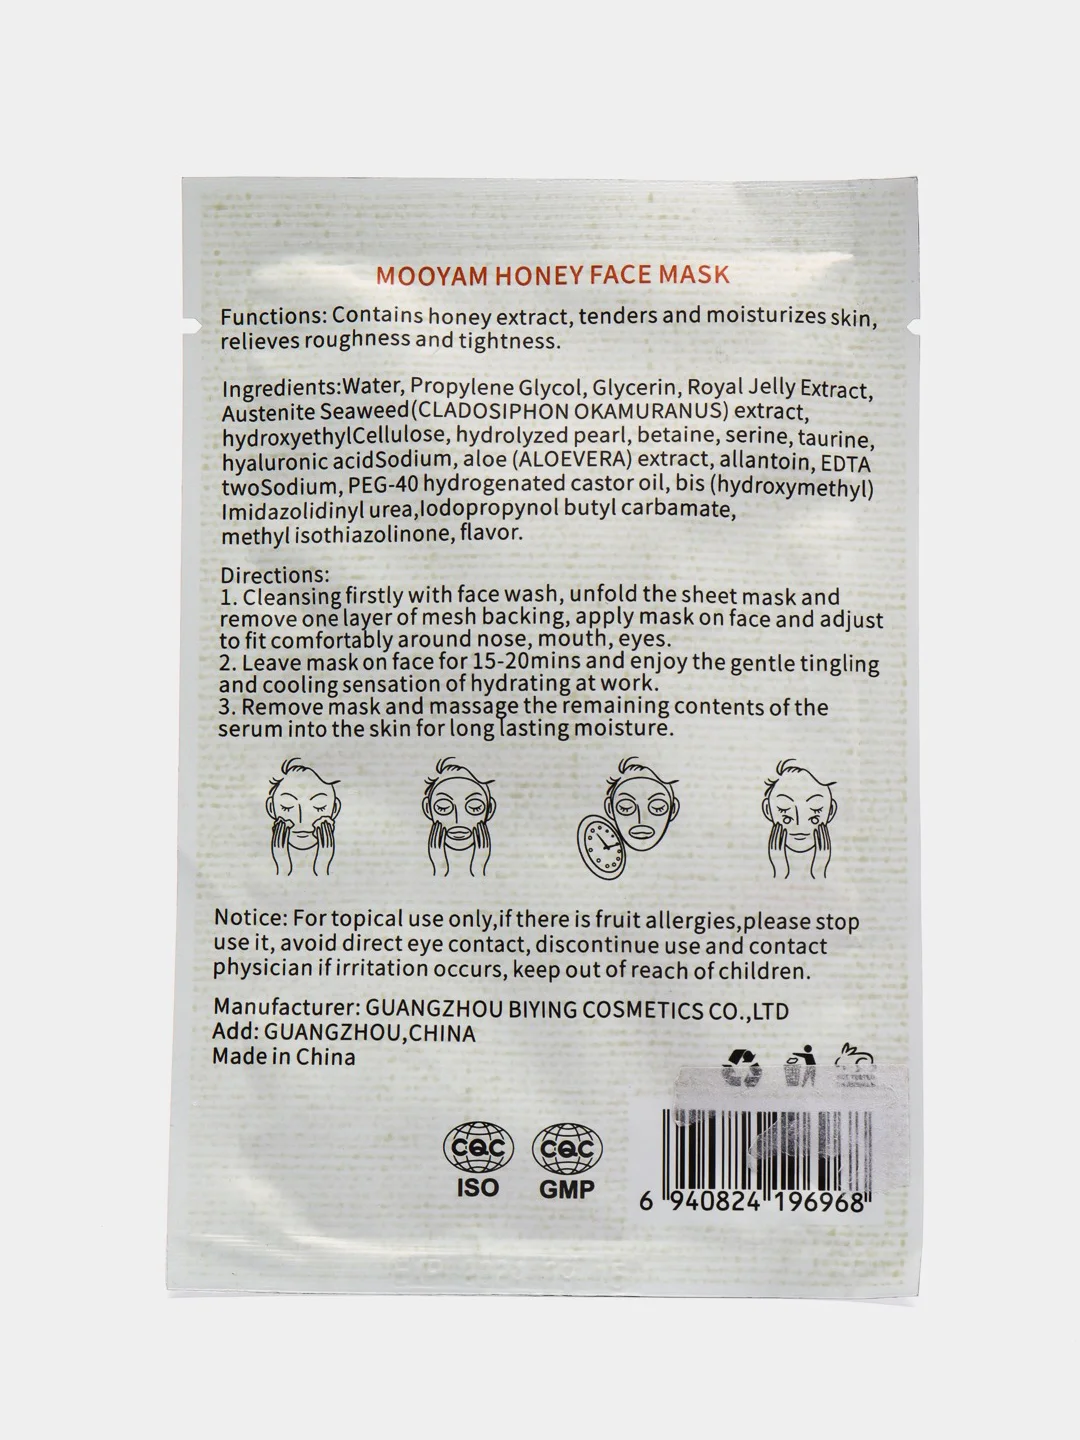 MOOYAM HONEY FACE MASK
Functions: Contains honey extract, tenders and moisturizes skin,
relieves roughness and tightness.
Ingredients:Water, Propylene Glycol, Glycerin, Royal Jelly Extract,
Austenite Seaweed(CLADOSIPHON OKAMURANUS) extract,
hydroxyethylCellulose, hydrolyzed pearl, betaine, serine, taurine,
hyaluronic acidSodium, aloe (ALOEVERA) extract, allantoin, EDTA
twoSodium, PEG-40 hydrogenated castor oil, bis (hydroxymethyl)
Imidazolidinyl urea,Iodopropynol butyl carbamate,
methyl isothiazolinone, flavor.
Directions:
1. Cleansing firstly with face wash, unfold the sheet mask and
remove one layer of mesh backing, apply mask on face and adjust
to fit comfortably around nose, mouth, eyes.
2. Leave mask on face for 15-20mins and enjoy the gentle tingling
and cooling sensation of hydrating at work.
3. Remove mask and massage the remaining contents of the
serum into the skin for long lasting moisture.
Notice: For topical use only,if there is fruit allergies,please stop
use it, avoid direct eye contact, discontinue use and contact
physician if irritation occurs, keep out of reach of children.
Manufacturer: GUANGZHOU BIYING COSMETICS CO.,LTD
Add: GUANGZHOU,CHINA
Made in China
CQC CQC
ISO GMP
6 940824 196968